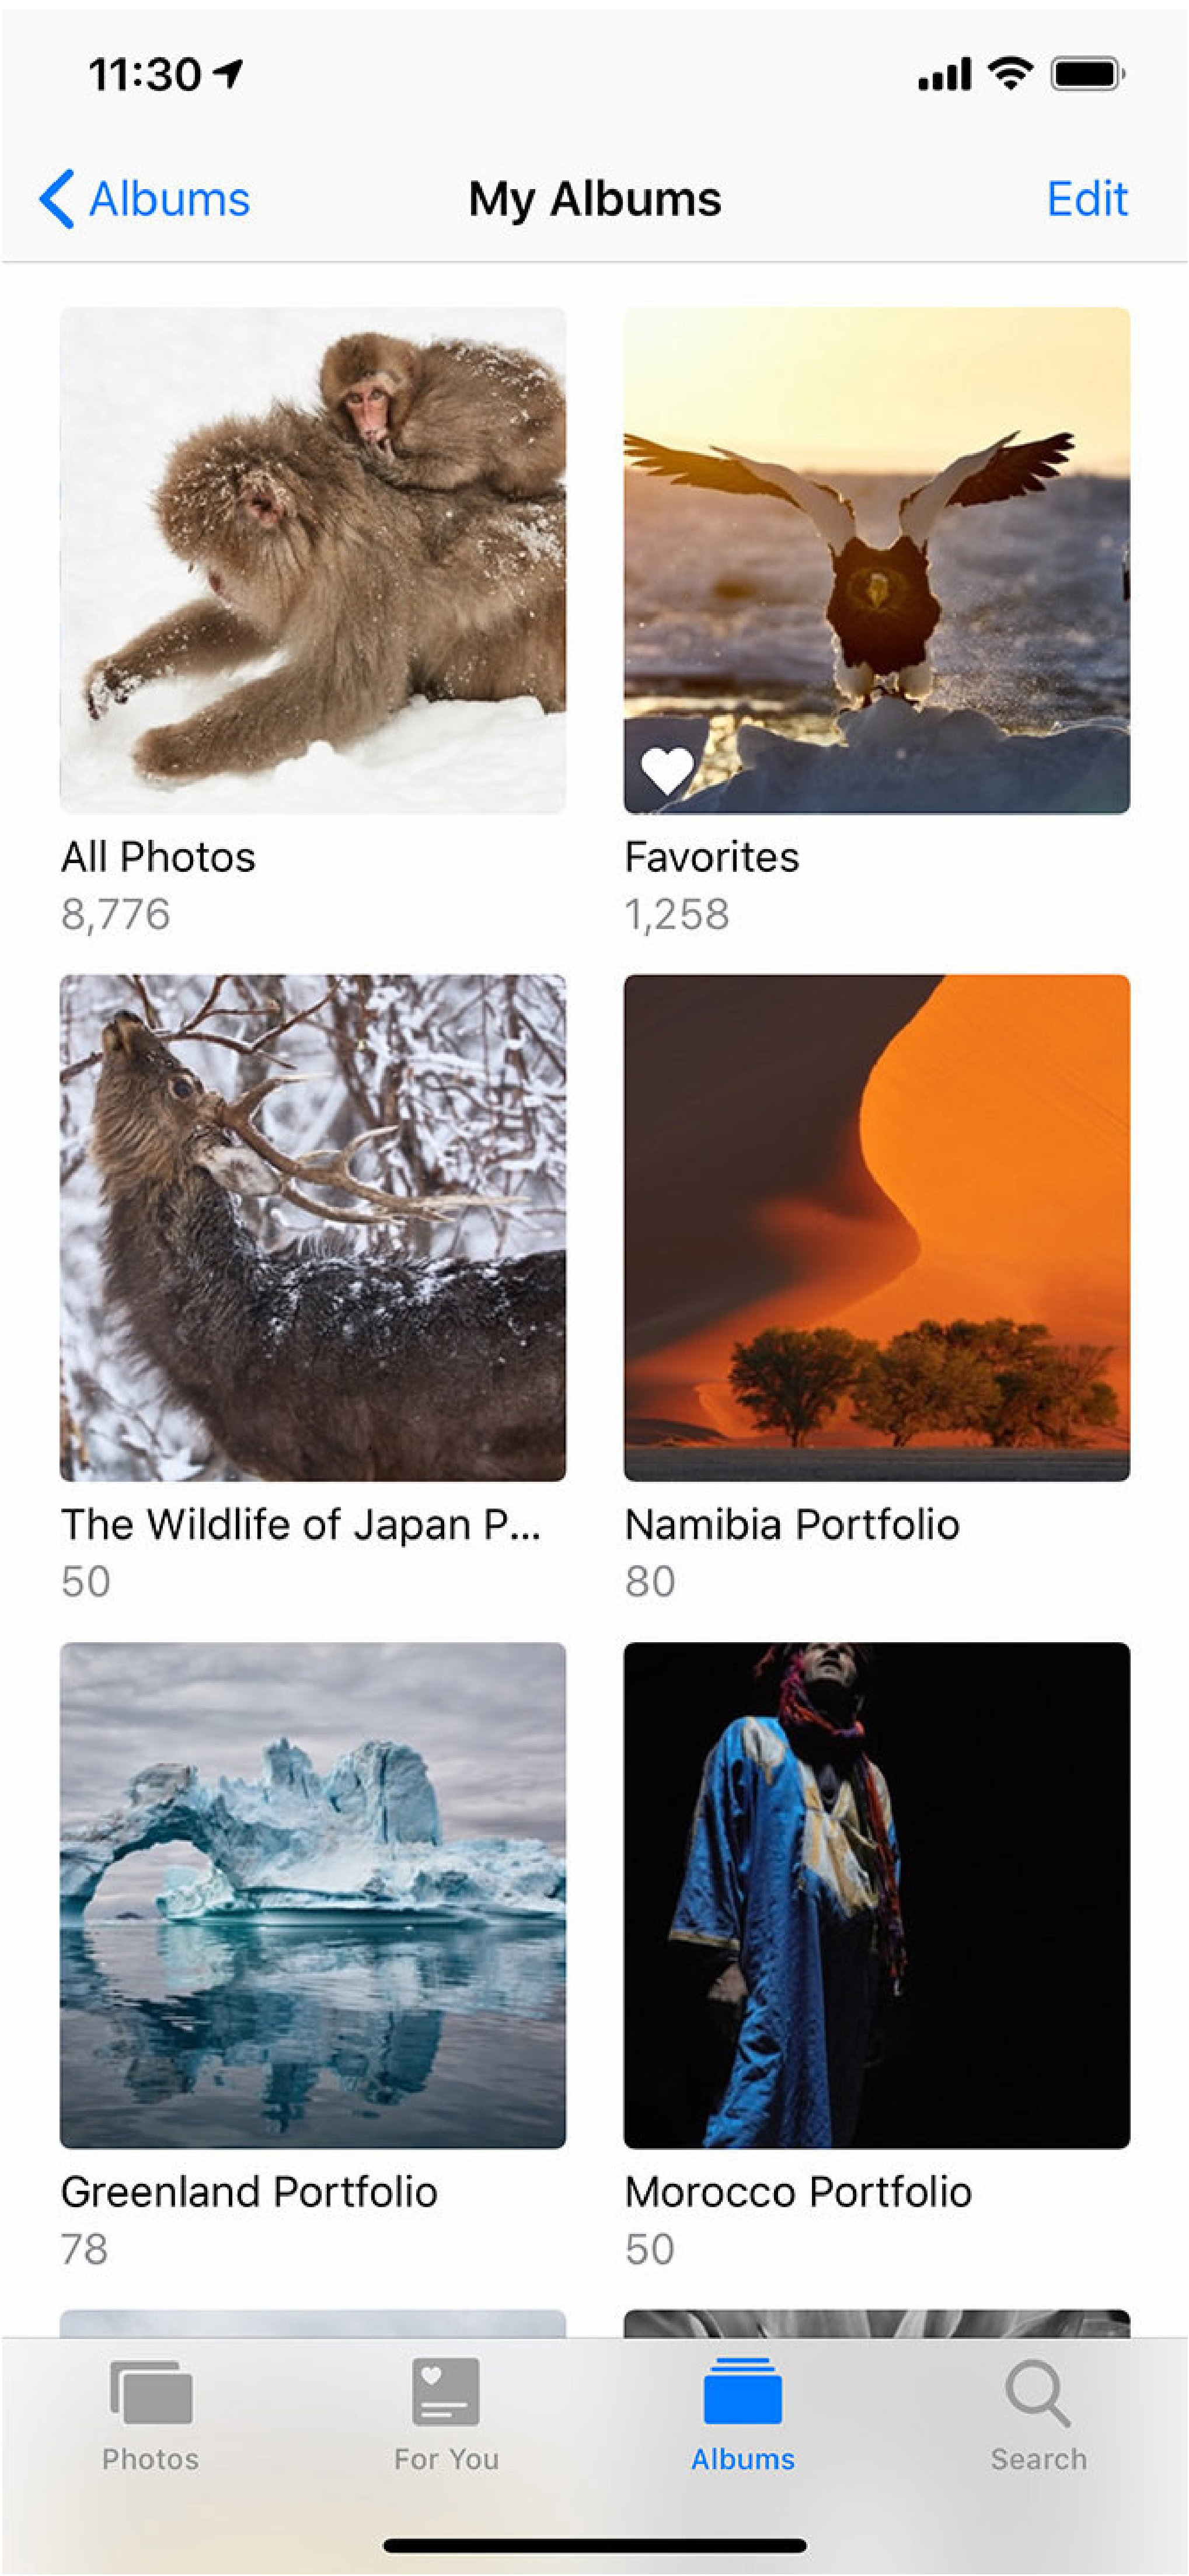 11:30
Albums My Albums Edit
All Photos Favorites
8,776 1,258
The Wildlife of Japan P... Namibia Portfolio
50 80
Greenland Portfolio Morocco Portfolio
78 50
Photos For You Albums Search